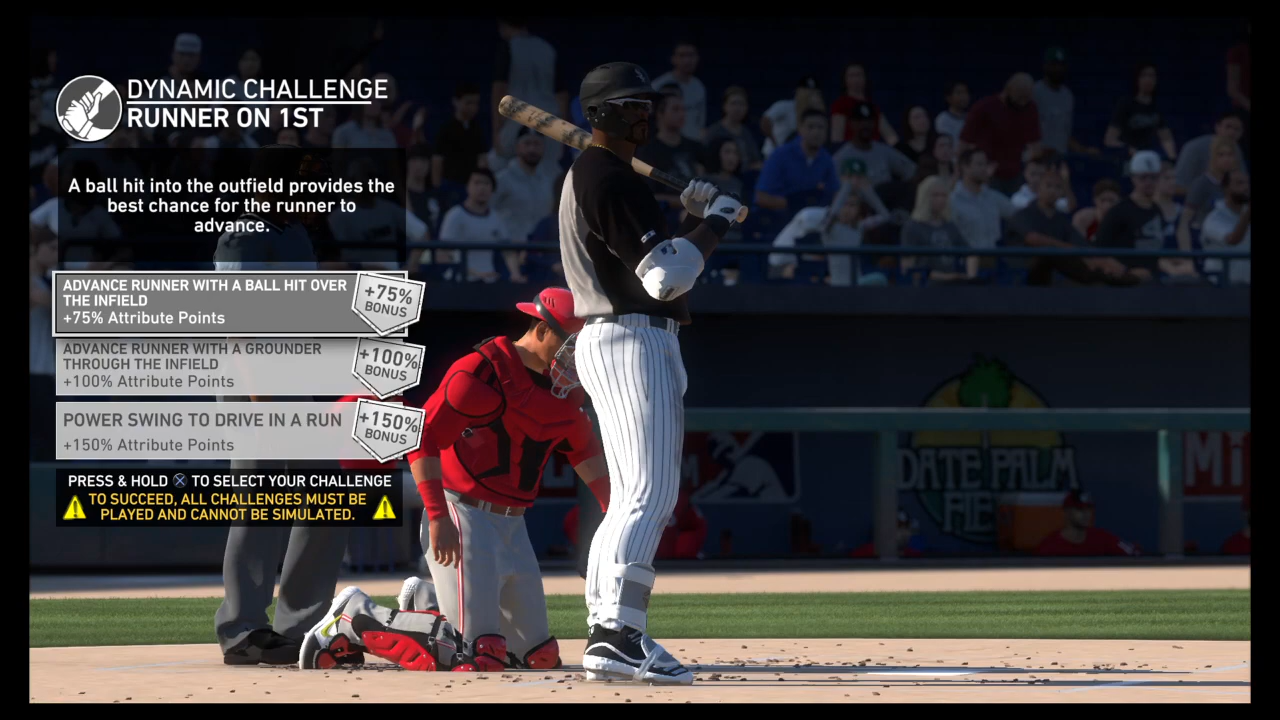 DYNAMIC CHALLENGE
RUNNER ON 1ST
A ball hit into the outfield provides the
best chance for the runner to
advance.
ADVANCE RUNNER WITH A BALL HIT OVER
THE INFIELD
+75% Attribute Points
+75%
BONUS
ADVANCE RUNNER WITH A GROUNDER
THROUGH THE INFIELD
+100% Attribute Points
+100%
BONUS
POWER SWING TO DRIVE IN A RUN
+150% Attribute Points
+150%
BONUS
PRESS & HOLD ⓧ TO SELECT YOUR CHALLENGE
TO SUCCEED, ALL CHALLENGES MUST BE
PLAYED AND CANNOT BE SIMULATED.
DATE PALM